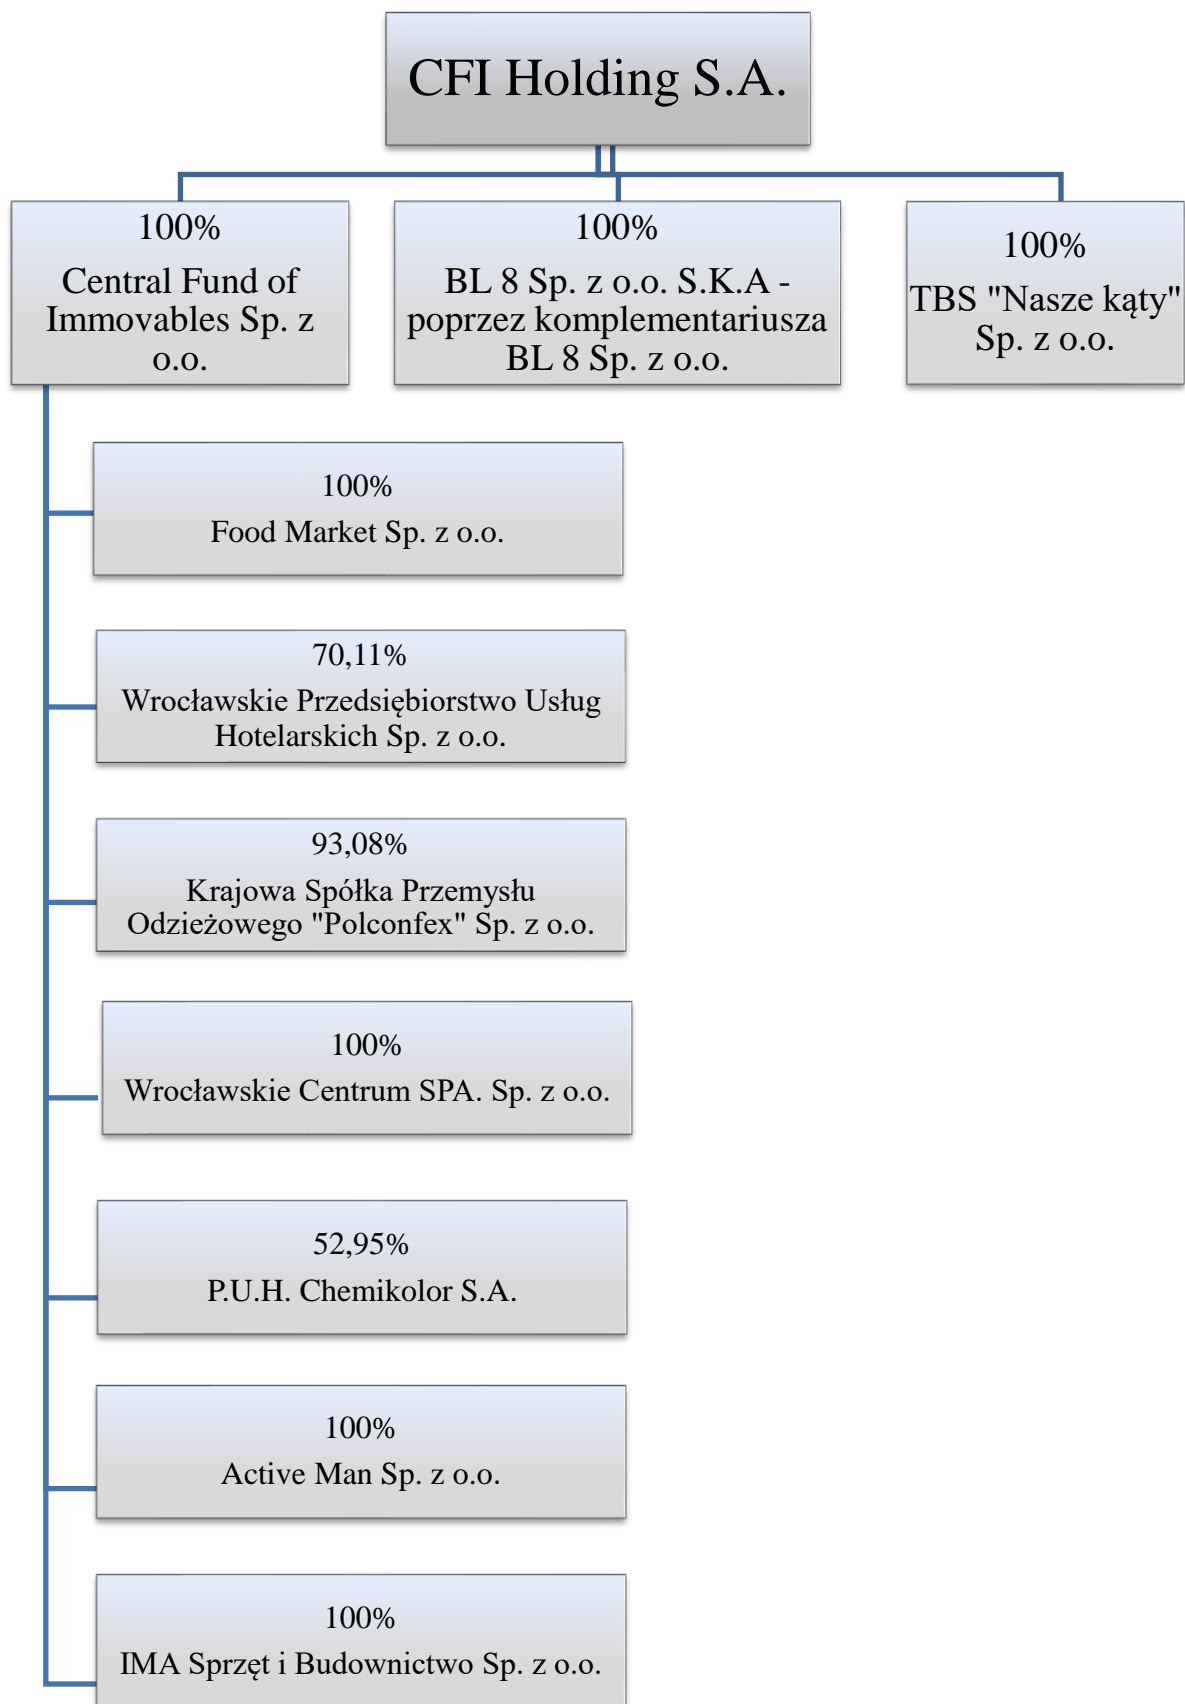 CFI Holding S.A.
100%
Central Fund of
Immovables Sp. z
o.o.
100%
BL 8 Sp. z o.o. S.K.A -
poprzez komplementariusza
BL 8 Sp. z o.o.
100%
TBS "Nasze kąty"
Sp. z o.o.
100%
Food Market Sp. z o.o.
70,11%
Wrocławskie Przedsiębiorstwo Usług
Hotelarskich Sp. z o.o.
93,08%
Krajowa Spółka Przemysłu
Odzieżowego "Polconfex" Sp. z o.o.
100%
Wrocławskie Centrum SPA. Sp. z o.o.
52,95%
P.U.H. Chemikolor S.A.
100%
Active Man Sp. z o.o.
100%
IMA Sprzęt i Budownictwo Sp. z o.o.